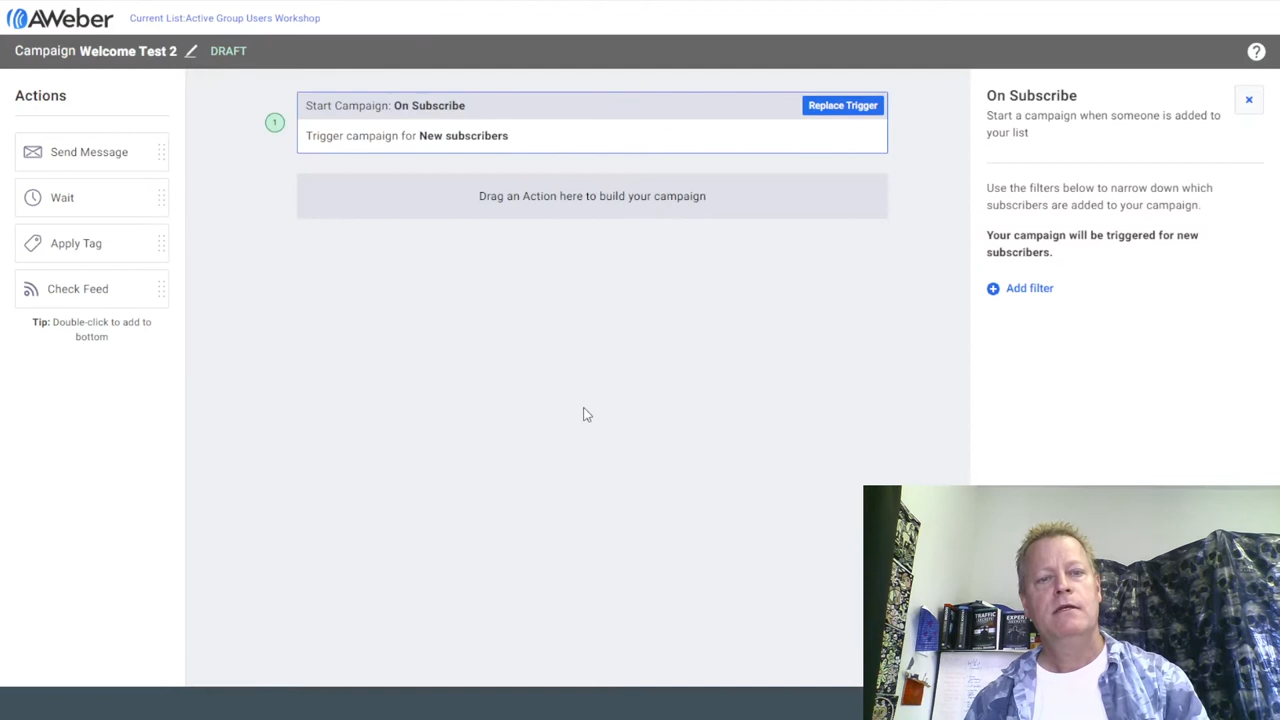 AWeber
Current List:Active Group Users Workshop
Campaign Welcome Test 2
DRAFT
?
Actions
Send Message
Wait
Apply Tag
Check Feed
Tip: Double-click to add to
bottom
1
Start Campaign: On Subscribe
Replace Trigger
Trigger campaign for New subscribers
Drag an Action here to build your campaign
On Subscribe
Start a campaign when someone is added to
your list
Use the filters below to narrow down which
subscribers are added to your campaign.
Your campaign will be triggered for new
subscribers.
Add filter
TRAFFIC
SECRETS
EXPERT
SECRETS